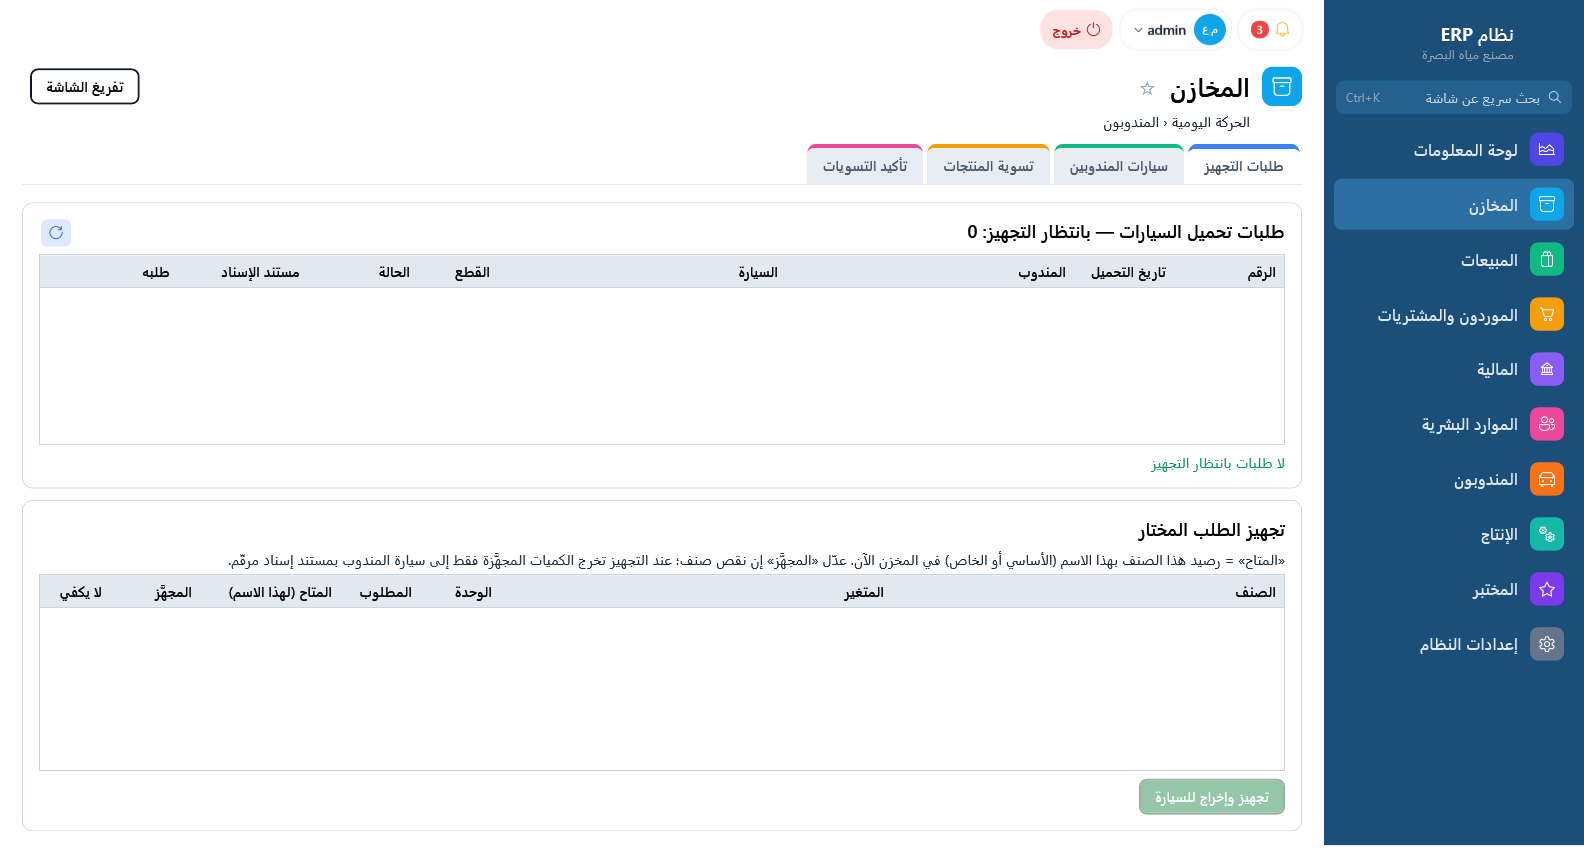 نظام ERP
مصنع مياه البصرة
بحث سريع عن شاشة Ctrl+K
لوحة المعلومات
المخازن
المبيعات
الموردون والمشتريات
المالية
الموارد البشرية
المندوبون
الإنتاج
المختبر
إعدادات النظام
3
م ع admin
خروج
المخازن
تفريغ الشاشة
الحركة اليومية › المندوبون
طلبات التجهيز
سيارات المندوبين
تسوية المنتجات
تأكيد التسويات
طلبات تحميل السيارات — بانتظار التجهيز: 0
الرقم تاريخ التحميل المندوب السيارة القطع الحالة مستند الإسناد طلبه
لا طلبات بانتظار التجهيز
تجهيز الطلب المختار
«المتاح» = رصيد هذا الصنف بهذا الاسم (الأساسي أو الخاص) في المخزن الآن. عدّل «المجهَّز» إن نقص صنف؛ عند التجهيز تخرج الكميات المجهَّزة فقط إلى سيارة المندوب بمستند إسناد مرقّم.
الصنف المتغير الوحدة المطلوب المتاح (لهذا الاسم) المجهَّز لا يكفي
تجهيز وإخراج للسيارة